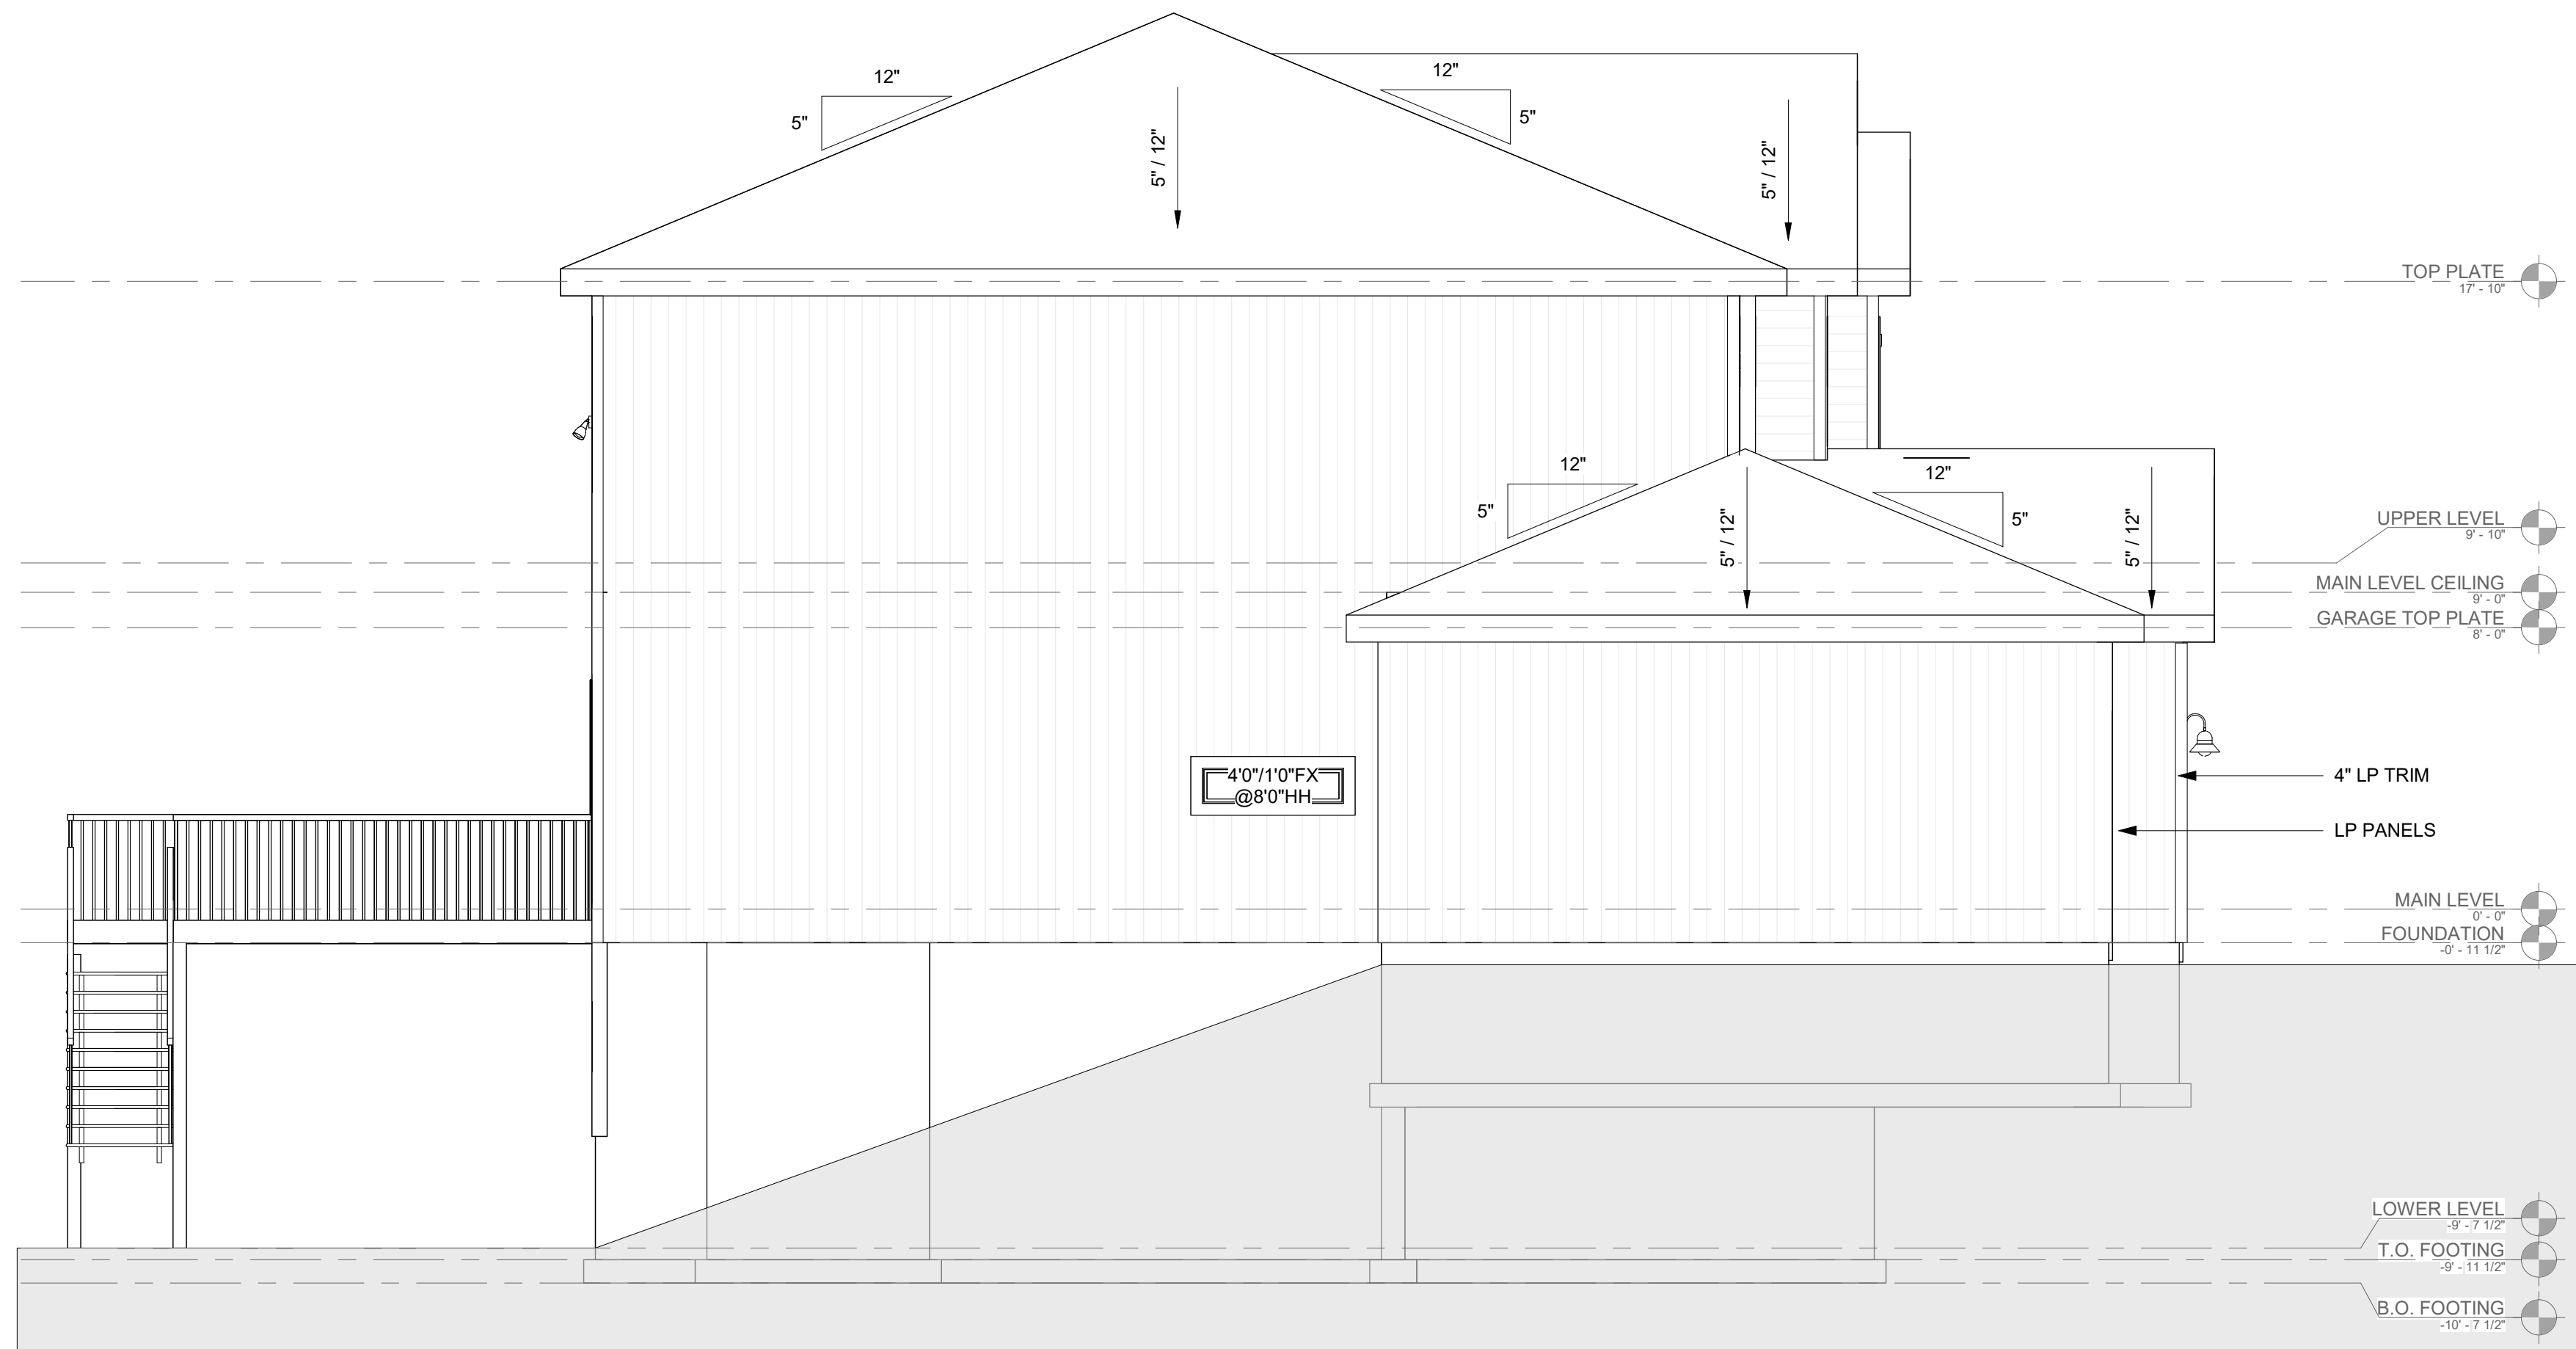 12"
5"
12"
5"
5" / 12"
5" / 12"
TOP PLATE
17' - 10"
12"
5"
12"
5"
5" / 12"
5" / 12"
UPPER LEVEL
9' - 10"
MAIN LEVEL CEILING
9' - 0"
GARAGE TOP PLATE
8' - 0"
4'0"/1'0"FX
@8'0"HH
4" LP TRIM
LP PANELS
MAIN LEVEL
0' - 0"
FOUNDATION
-0' - 11 1/2"
LOWER LEVEL
-9' - 7 1/2"
T.O. FOOTING
-9' - 11 1/2"
B.O. FOOTING
-10' - 7 1/2"